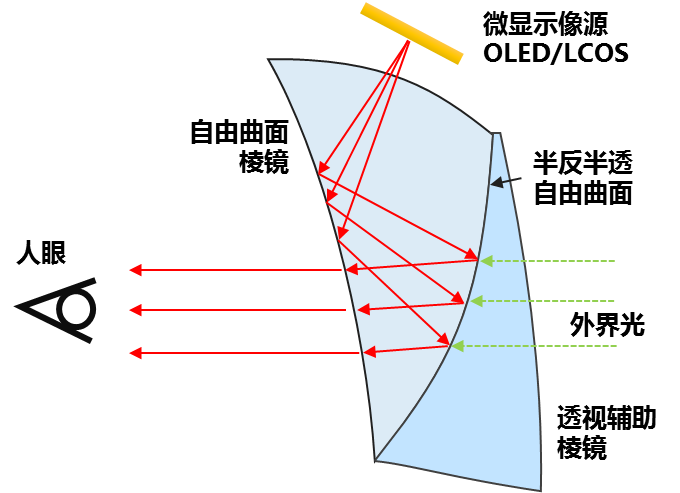 微显示像源
OLED/LCOS
自由曲面
棱镜
半反半透
自由曲面
人眼
外界光
透视辅助
棱镜